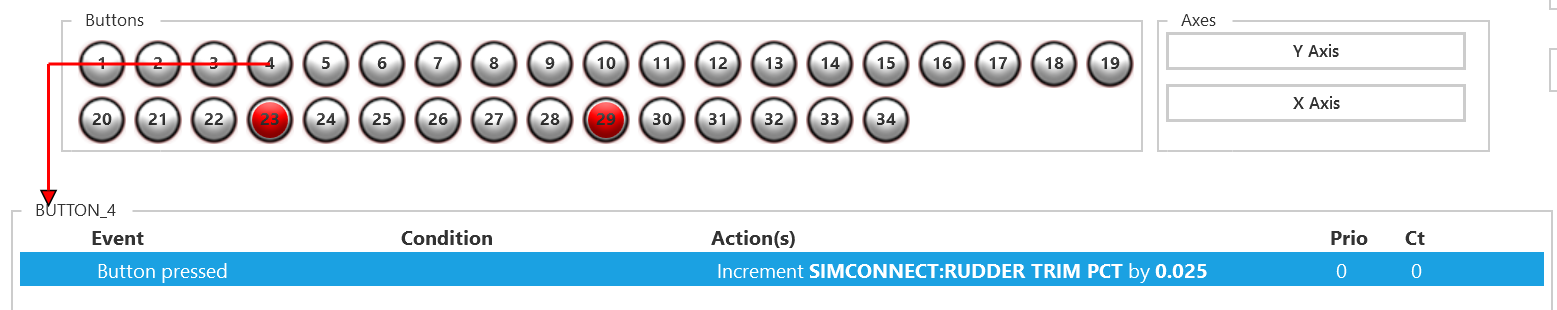 Buttons Axes
1 2 3 4 5 6 7 8 9 10 11 12 13 14 15 16 17 18 19 Y Axis
X Axis
20 21 22 23 24 25 26 27 28 29 30 31 32 33 34
BUTTON_4
Event Condition Action(s) Prio Ct
Button pressed Increment SIMCONNECT:RUDDER TRIM PCT by 0.025 0 0